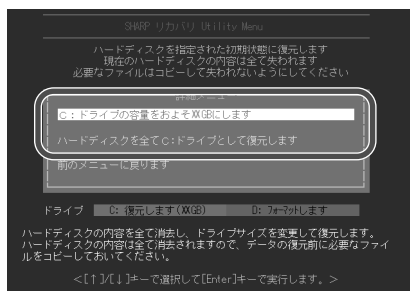 SHARP リカバリ Utility Menu
ハードディスクを指定された初期状態に復元します
現在のハードディスクの内容は全て失われます
必要なファイルはコピーして失われないようにしてください
詳細メニュー
C:ドライブの容量をおよそXXGBにします
ハードディスクを全てC:ドライブとして復元します
前のメニューに戻ります
ドライブ C: 復元します(XXGB) D: フォーマットします
ハードディスクの内容を全て消去し、ドライブサイズを変更して復元します。
ハードディスクの内容は全て消去されますので、データの復元前に必要なファイ
ルをコピーしておいてください。
<[↑]/[↓]キーで選択して[Enter]キーで実行します。>